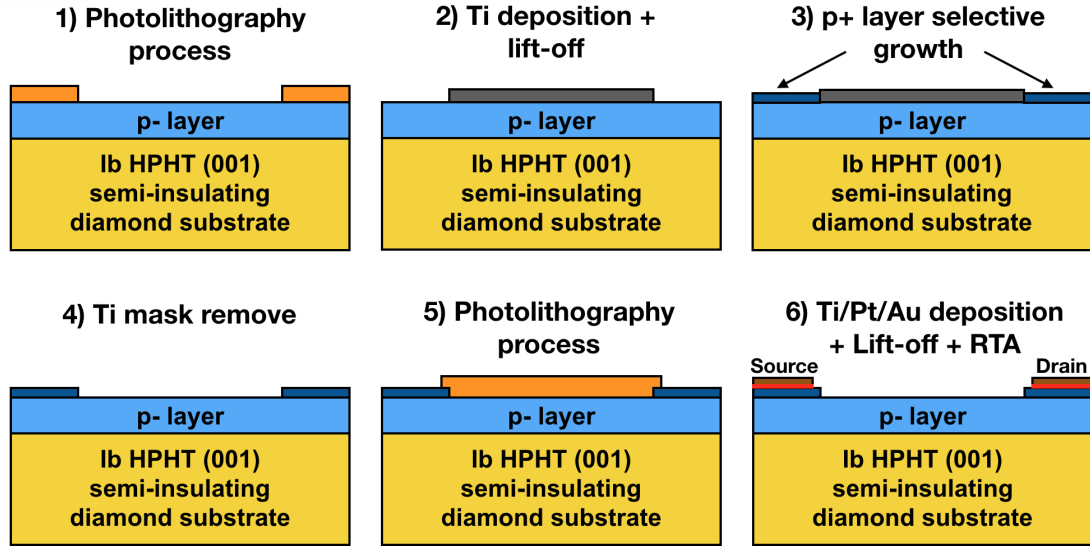 1) Photolithography
process
p- layer
Ib HPHT (001)
semi-insulating
diamond substrate
2) Ti deposition +
lift-off
p- layer
Ib HPHT (001)
semi-insulating
diamond substrate
3) p+ layer selective
growth
p- layer
Ib HPHT (001)
semi-insulating
diamond substrate
4) Ti mask remove
p- layer
Ib HPHT (001)
semi-insulating
diamond substrate
5) Photolithography
process
p- layer
Ib HPHT (001)
semi-insulating
diamond substrate
6) Ti/Pt/Au deposition
+ Lift-off + RTA
Source
Drain
p- layer
Ib HPHT (001)
semi-insulating
diamond substrate